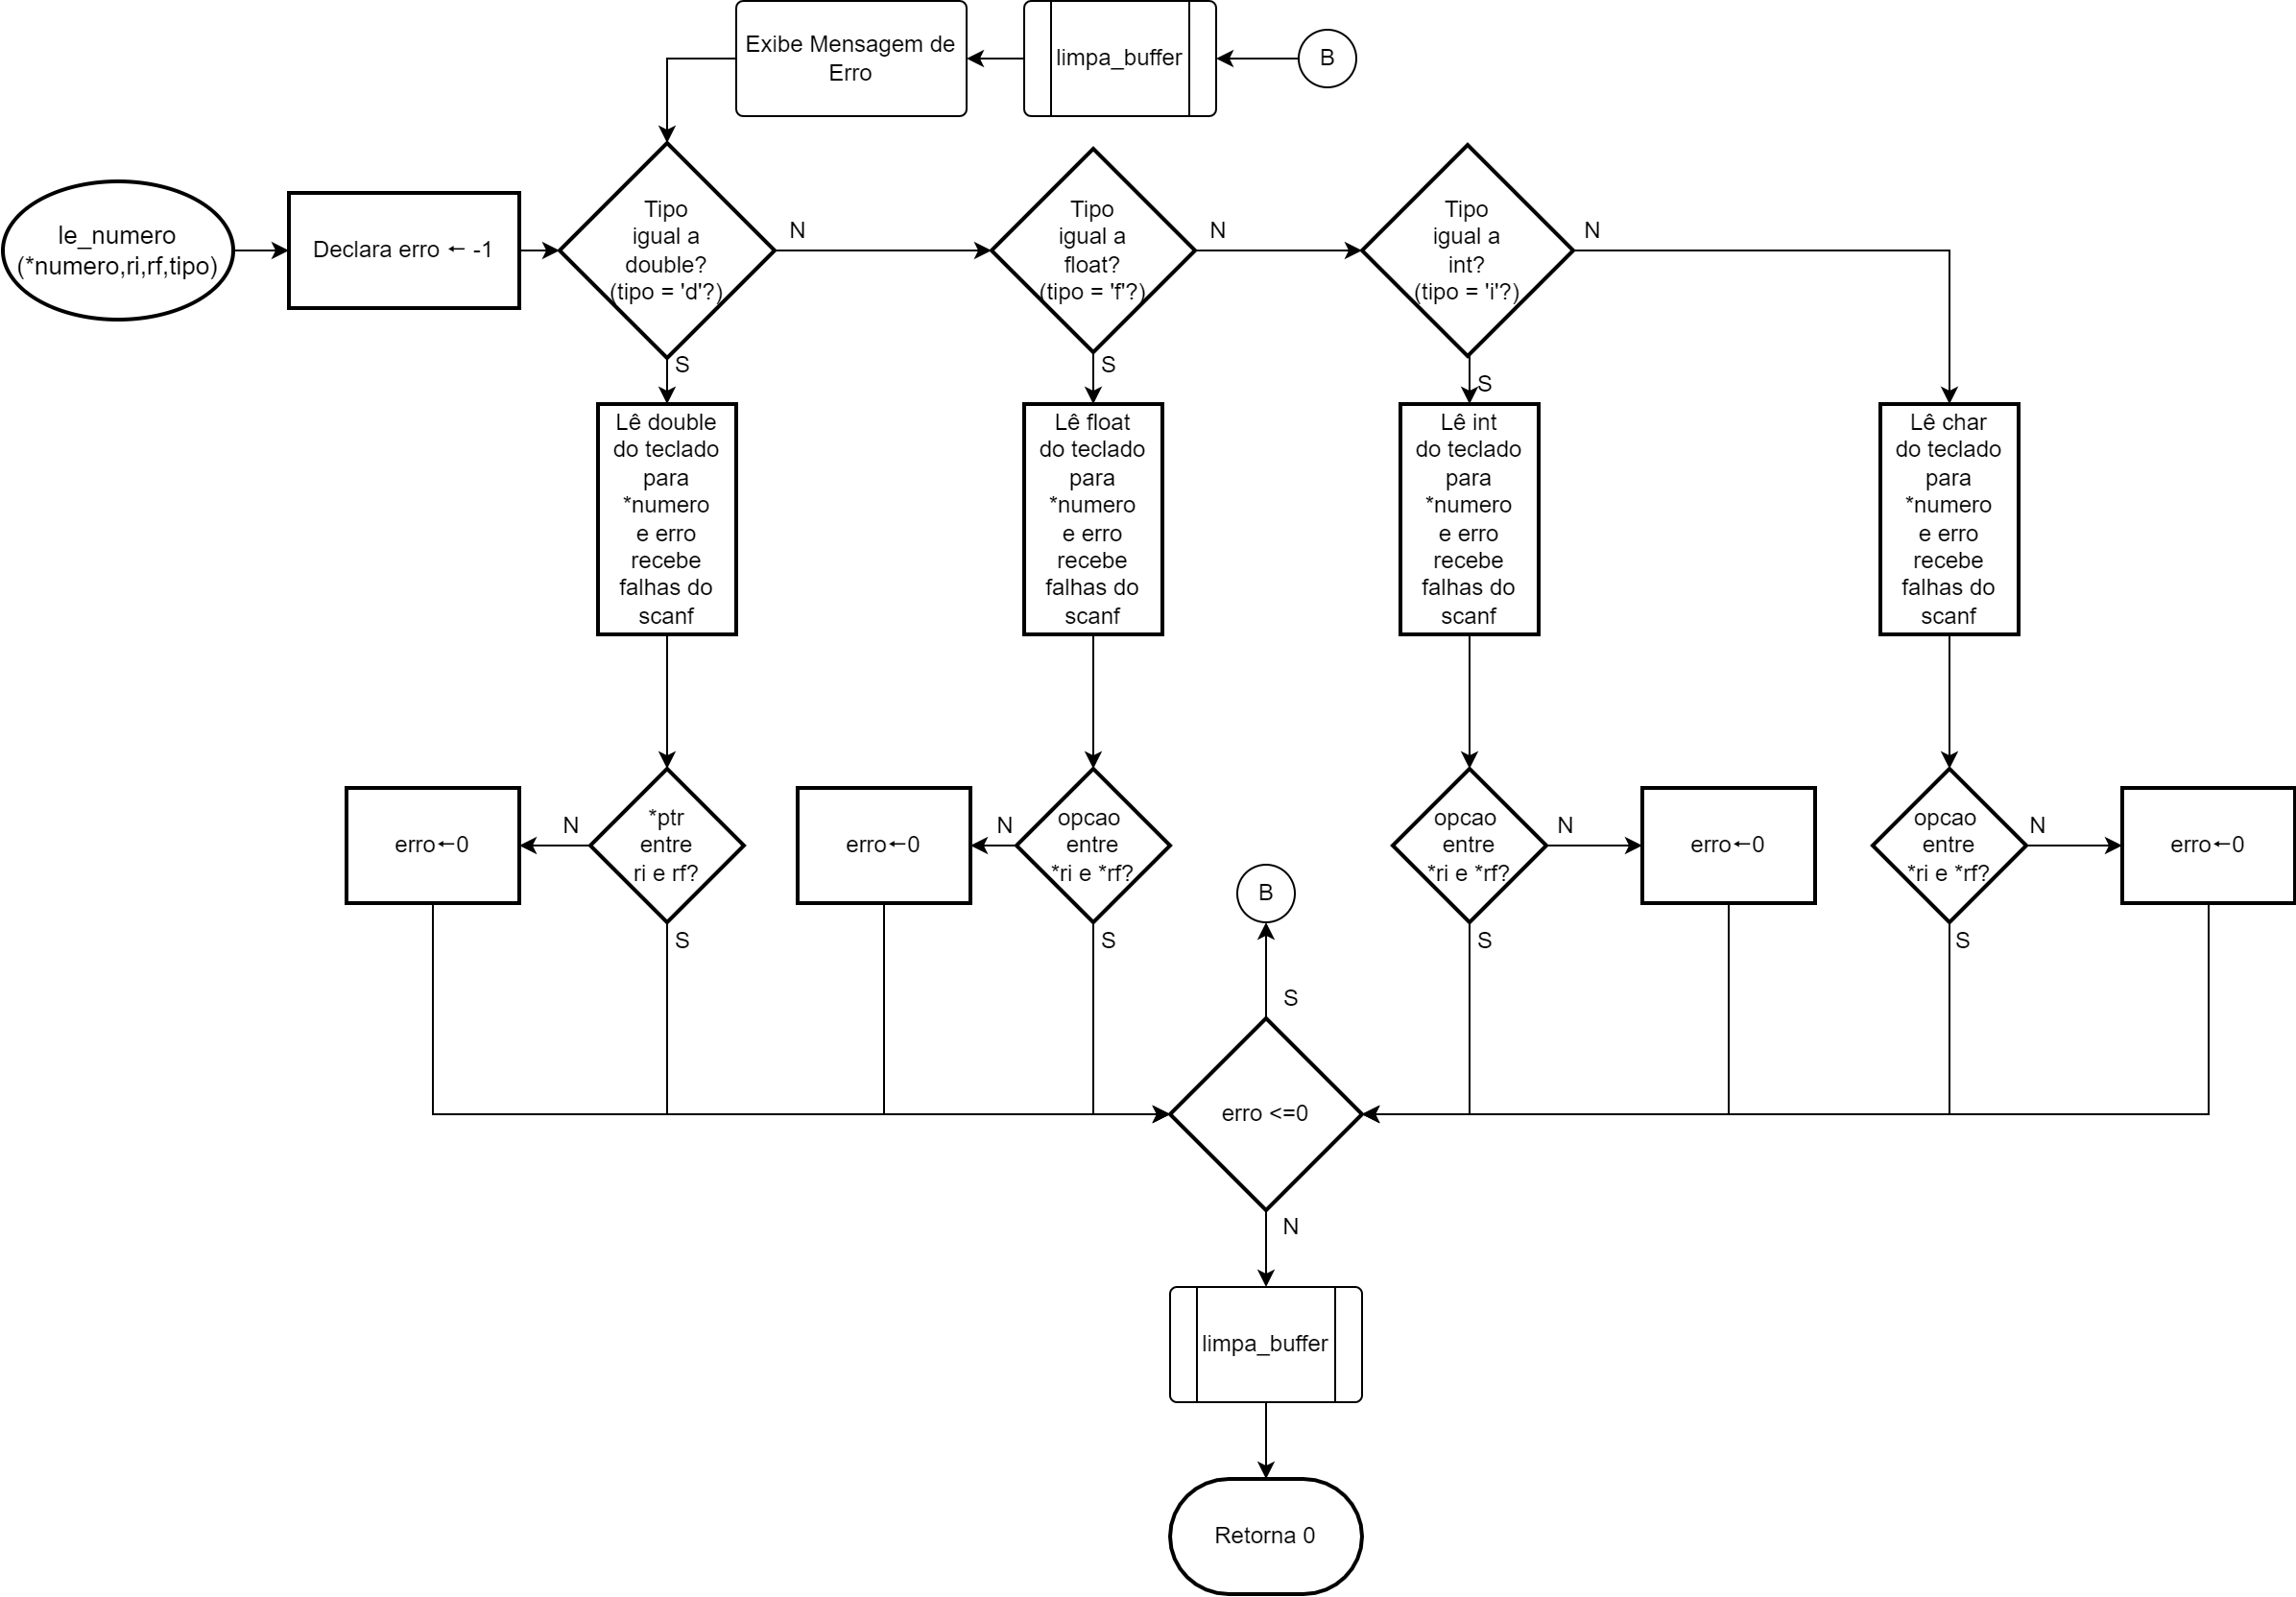 Exibe Mensagem de
Erro
limpa_buffer
B
le_numero
(*numero,ri,rf,tipo)
Declara erro ← -1
Tipo
igual a
double?
(tipo = 'd'?)
N
S
Tipo
igual a
float?
(tipo = 'f'?)
N
S
Tipo
igual a
int?
(tipo = 'i'?)
N
S
Lê double
do teclado
para
*numero
e erro
recebe
falhas do
scanf
Lê float
do teclado
para
*numero
e erro
recebe
falhas do
scanf
Lê int
do teclado
para
*numero
e erro
recebe
falhas do
scanf
Lê char
do teclado
para
*numero
e erro
recebe
falhas do
scanf
erro←0
N
*ptr
entre
ri e rf?
S
erro←0
N
opcao
entre
*ri e *rf?
S
opcao
entre
*ri e *rf?
N
S
erro←0
opcao
entre
*ri e *rf?
N
S
erro←0
B
S
erro <=0
N
limpa_buffer
Retorna 0